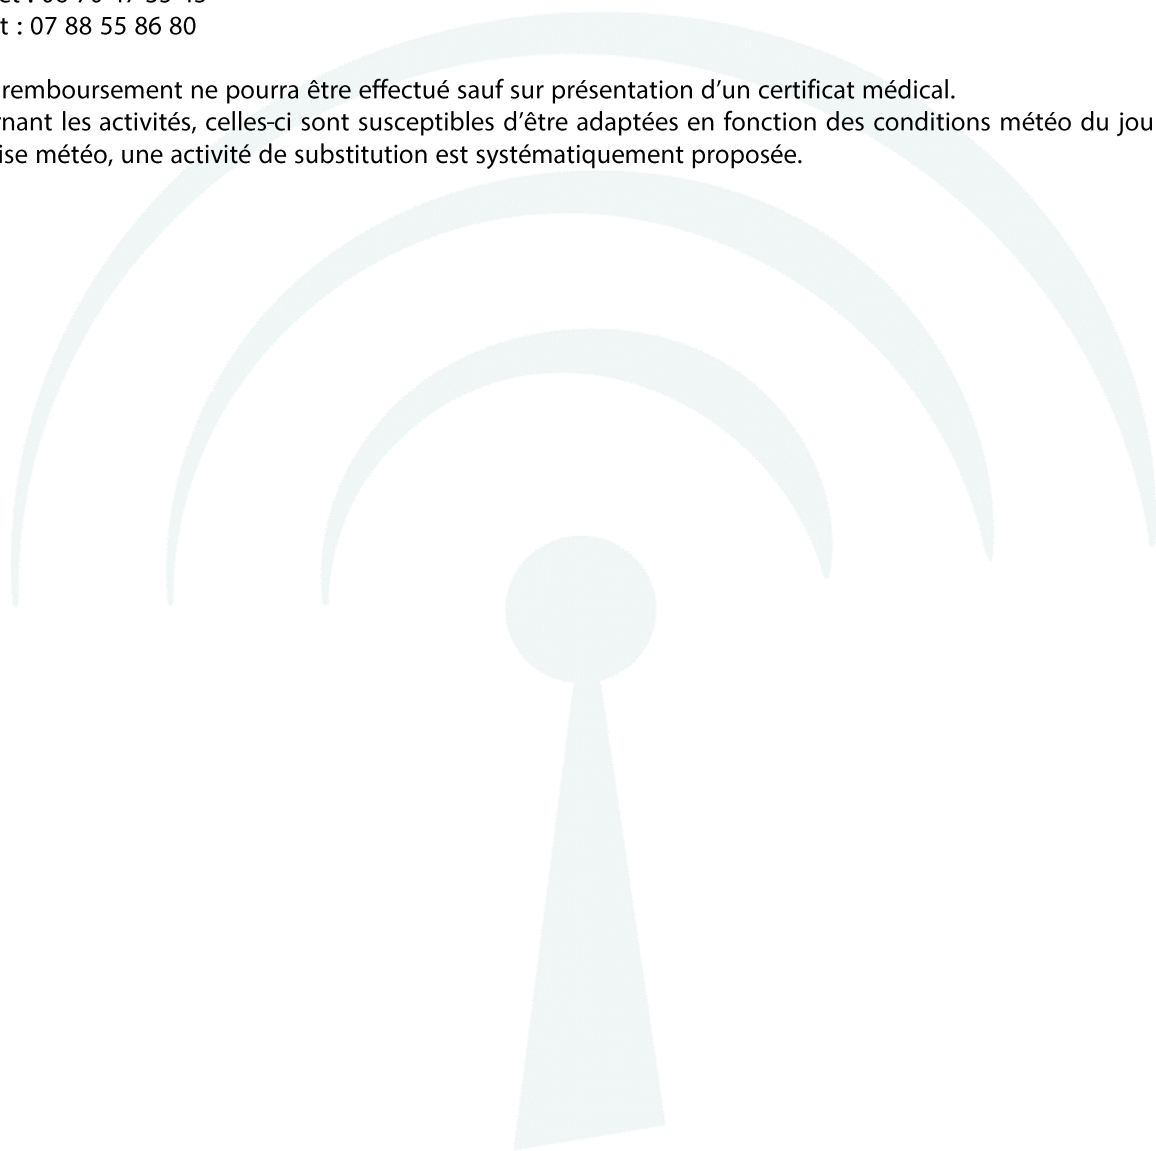 t : 07 88 55 86 80
remboursement ne pourra être effectué sauf sur présentation d’un certificat médical.
rnant les activités, celles-ci sont susceptibles d’être adaptées en fonction des conditions météo du jou
ise météo, une activité de substitution est systématiquement proposée.